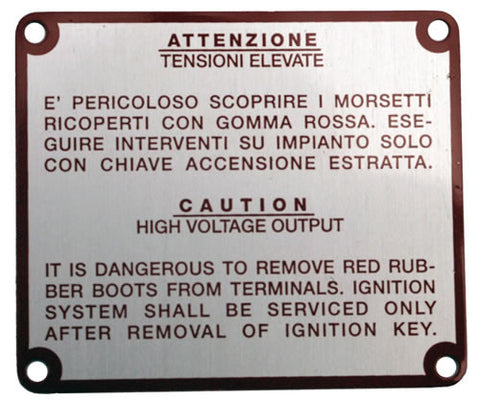 ATTENZIONE
TENSIONI ELEVATE
E' PERICOLOSO SCOPRIRE I MORSETTI
RICOPERTI CON GOMMA ROSSA. ESE-
GUIRE INTERVENTI SU IMPIANTO SOLO
CON CHIAVE ACCENSIONE ESTRATTA.
CAUTION
HIGH VOLTAGE OUTPUT
IT IS DANGEROUS TO REMOVE RED RUB-
BER BOOTS FROM TERMINALS. IGNITION
SYSTEM SHALL BE SERVICED ONLY
AFTER REMOVAL OF IGNITION KEY.